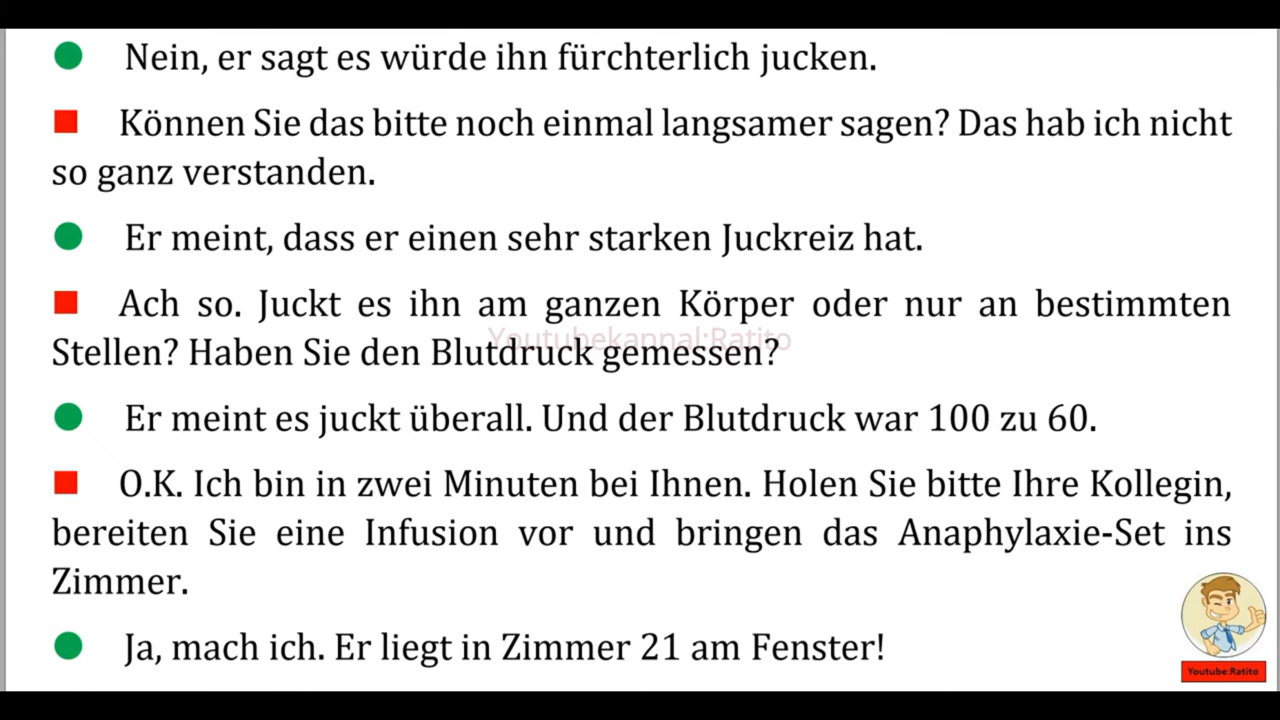 Nein, er sagt es würde ihn fürchterlich jucken.
Können Sie das bitte noch einmal langsamer sagen? Das hab ich nicht
so ganz verstanden.
Er meint, dass er einen sehr starken Juckreiz hat.
Ach so. Juckt es ihn am ganzen Körper oder nur an bestimmten
Youtubekannal:Ratito
Stellen? Haben Sie den Blutdruck gemessen?
Er meint es juckt überall. Und der Blutdruck war 100 zu 60.
O.K. Ich bin in zwei Minuten bei Ihnen. Holen Sie bitte Ihre Kollegin,
bereiten Sie eine Infusion vor und bringen das Anaphylaxie-Set ins
Zimmer.
Ja, mach ich. Er liegt in Zimmer 21 am Fenster!
Youtube:Ratito